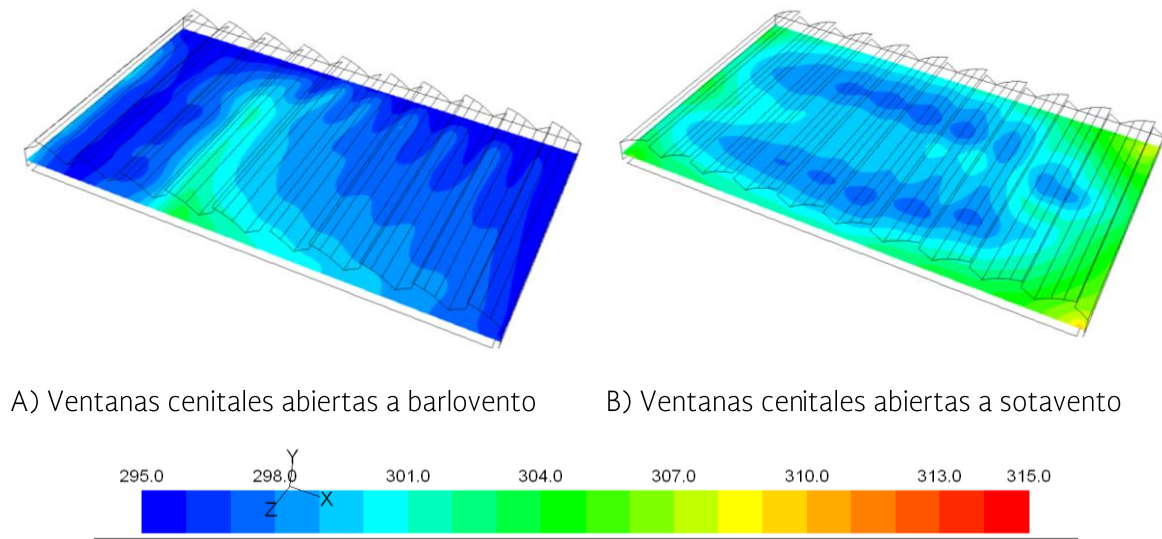 A) Ventanas cenitales abiertas a barlovento
B) Ventanas cenitales abiertas a sotavento
Y
295.0 298.0 301.0 304.0 307.0 310.0 313.0 315.0
X
Z